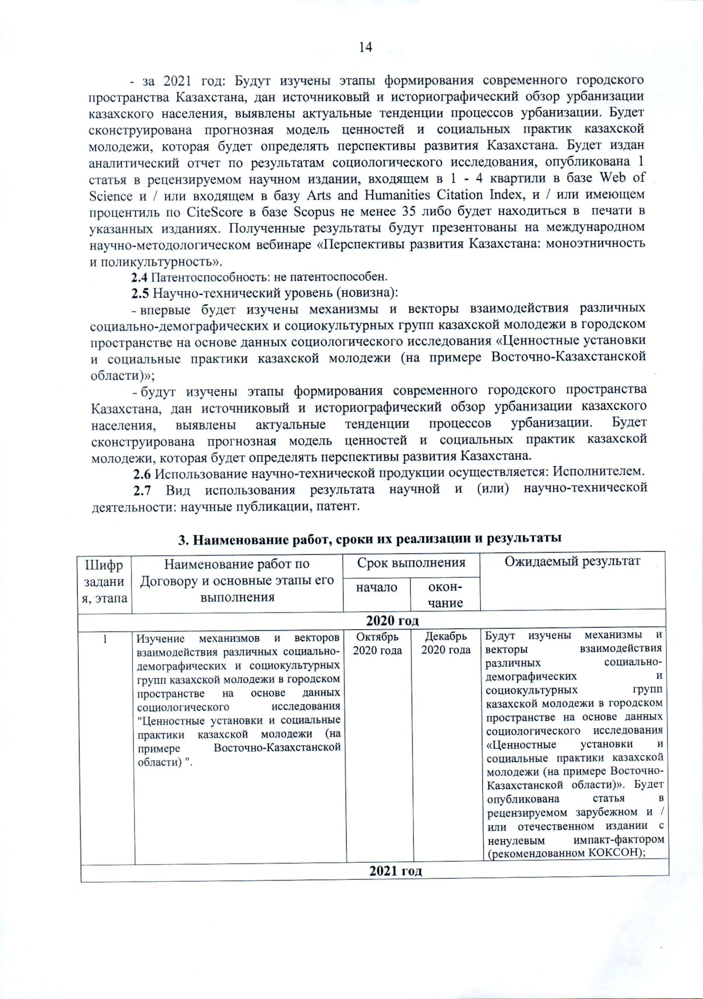 14
- за 2021 год: Будут изучены этапы формирования современного городского
пространства Казахстана, дан источниковый и историографический обзор урбанизации
казахского населения, выявлены актуальные тенденции процессов урбанизации. Будет
сконструирована прогнозная модель ценностей и социальных практик казахской
молодежи, которая будет определять перспективы развития Казахстана. Будет издан
аналитический отчет по результатам социологического исследования, опубликована 1
статья в рецензируемом научном издании, входящем в 1 - 4 квартили в базе Web of
Science и / или входящем в базу Arts and Humanities Citation Index, и / или имеющем
процентиль по CiteScore в базе Scopus не менее 35 либо будет находиться в печати в
указанных изданиях. Полученные результаты будут презентованы на международном
научно-методологическом вебинаре «Перспективы развития Казахстана: моноэтничность
и поликультурность».
2.4 Патентоспособность: не патентоспособен.
2.5 Научно-технический уровень (новизна):
- впервые будет изучены механизмы и векторы взаимодействия различных
социально-демографических и социокультурных групп казахской молодежи в городском
пространстве на основе данных социологического исследования «Ценностные установки
и социальные практики казахской молодежи (на примере Восточно-Казахстанской
области)»;
- будут изучены этапы формирования современного городского пространства
Казахстана, дан источниковый и историографический обзор урбанизации казахского
населения, выявлены актуальные тенденции процессов урбанизации. Будет
сконструирована прогнозная модель ценностей и социальных практик казахской
молодежи, которая будет определять перспективы развития Казахстана.
2.6 Использование научно-технической продукции осуществляется: Исполнителем.
2.7 Вид использования результата научной и (или) научно-технической
деятельности: научные публикации, патент.
3. Наименование работ, сроки их реализации и результаты
Шифр
задани
я, этапа
Наименование работ по
Договору и основные этапы его
выполнения
Срок выполнения
начало
окон-
чание
Ожидаемый результат
2020 год
1
Изучение механизмов и векторов
взаимодействия различных социально-
демографических и социокультурных
групп казахской молодежи в городском
пространстве на основе данных
социологического исследования
"Ценностные установки и социальные
практики казахской молодежи (на
примере Восточно-Казахстанской
области) ".
Октябрь
2020 года
Декабрь
2020 года
Будут изучены механизмы и
векторы взаимодействия
различных социально-
демографических и
социокультурных групп
казахской молодежи в городском
пространстве на основе данных
социологического исследования
«Ценностные установки и
социальные практики казахской
молодежи (на примере Восточно-
Казахстанской области)». Будет
опубликована статья в
рецензируемом зарубежном и /
или отечественном издании с
ненулевым импакт-фактором
(рекомендованном КОКСОН);
2021 год